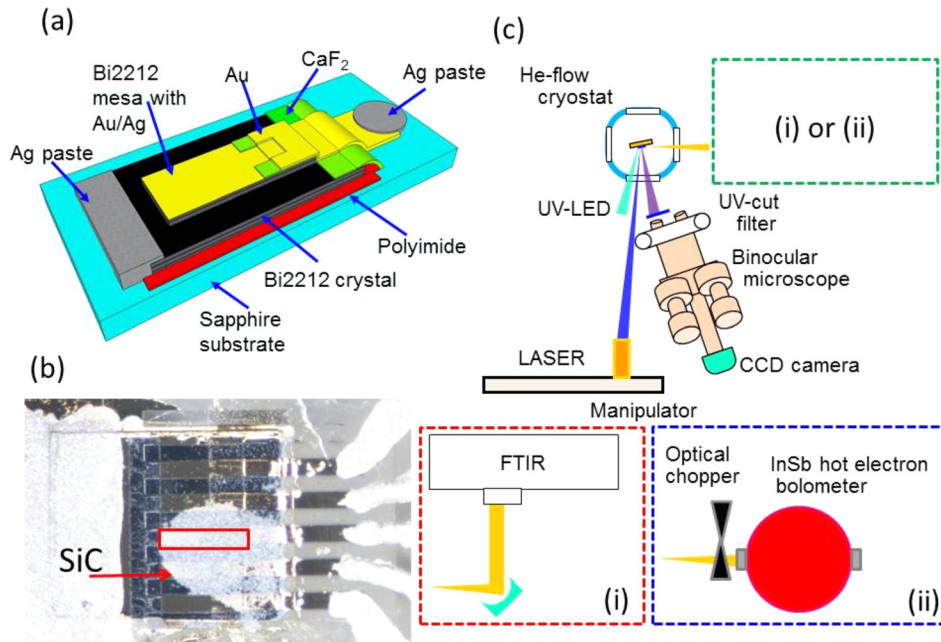 (a)
Bi2212
mesa with
Au/Ag
Au
CaF2
Ag paste
Ag paste
Polyimide
Bi2212 crystal
Sapphire
substrate
(b)
SiC
(c)
He-flow
cryostat
(i) or (ii)
UV-LED
UV-cut
filter
Binocular
microscope
LASER
CCD camera
Manipulator
FTIR
(i)
Optical
chopper
InSb hot electron
bolometer
(ii)